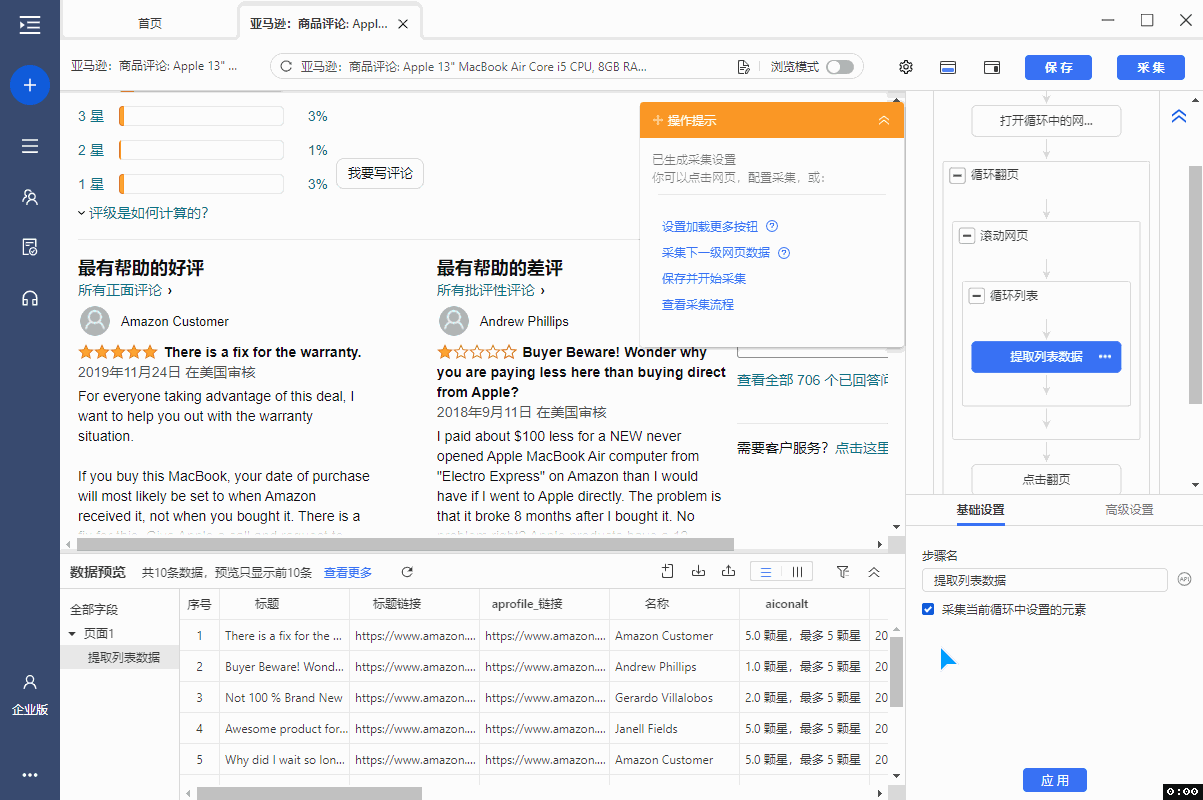 首页
亚马逊：商品评论: Appl...
亚马逊：商品评论: Apple 13" ...
亚马逊：商品评论: Apple 13" MacBook Air Core i5 CPU, 8GB RA...
浏览模式
保存
采集
3 星 3%
2 星 1%
1 星 3%
我要写评论
评级是如何计算的?
最有帮助的好评
所有正面评论 ›
Amazon Customer
There is a fix for the warranty.
2019年11月24日 在美国审核
For everyone taking advantage of this deal, I
want to help you out with the warranty
situation.
If you buy this MacBook, your date of purchase
will most likely be set to when Amazon
received it, not when you bought it. There is a
最有帮助的差评
所有批评性评论 ›
Andrew Phillips
Buyer Beware! Wonder why
you are paying less here than buying direct
from Apple?
2018年9月11日 在美国审核
I paid about $100 less for a NEW never
opened Apple MacBook Air computer from
"Electro Express" on Amazon than I would
have if I went to Apple directly. The problem is
that it broke 8 months after I bought it. No
操作提示
已生成采集设置
你可以点击网页，配置采集，或:
设置加载更多按钮
采集下一级网页数据
保存并开始采集
查看采集流程
查看全部 706 个已回答问
需要客户服务? 点击这里
打开循环中的网...
循环翻页
滚动网页
循环列表
提取列表数据
点击翻页
基础设置
高级设置
步骤名
提取列表数据
API
采集当前循环中设置的元素
应用
数据预览
共10条数据，预览只显示前10条
查看更多
全部字段
页面1
提取列表数据
序号 标题 标题链接 aprofile_链接 名称 aiconalt
1 There is a fix for the ... https://www.amazon.... https://www.amazon.... Amazon Customer 5.0 颗星，最多 5 颗星 20
2 Buyer Beware! Wond... https://www.amazon.... https://www.amazon.... Andrew Phillips 1.0 颗星，最多 5 颗星 20
3 Not 100 % Brand New https://www.amazon.... https://www.amazon.... Gerardo Villalobos 2.0 颗星，最多 5 颗星 20
4 Awesome product for... https://www.amazon.... https://www.amazon.... Janell Fields 5.0 颗星，最多 5 颗星 20
5 Why did I wait so lon... https://www.amazon.... https://www.amazon.... Amazon Customer 5.0 颗星，最多 5 颗星 20
企业版
0:00